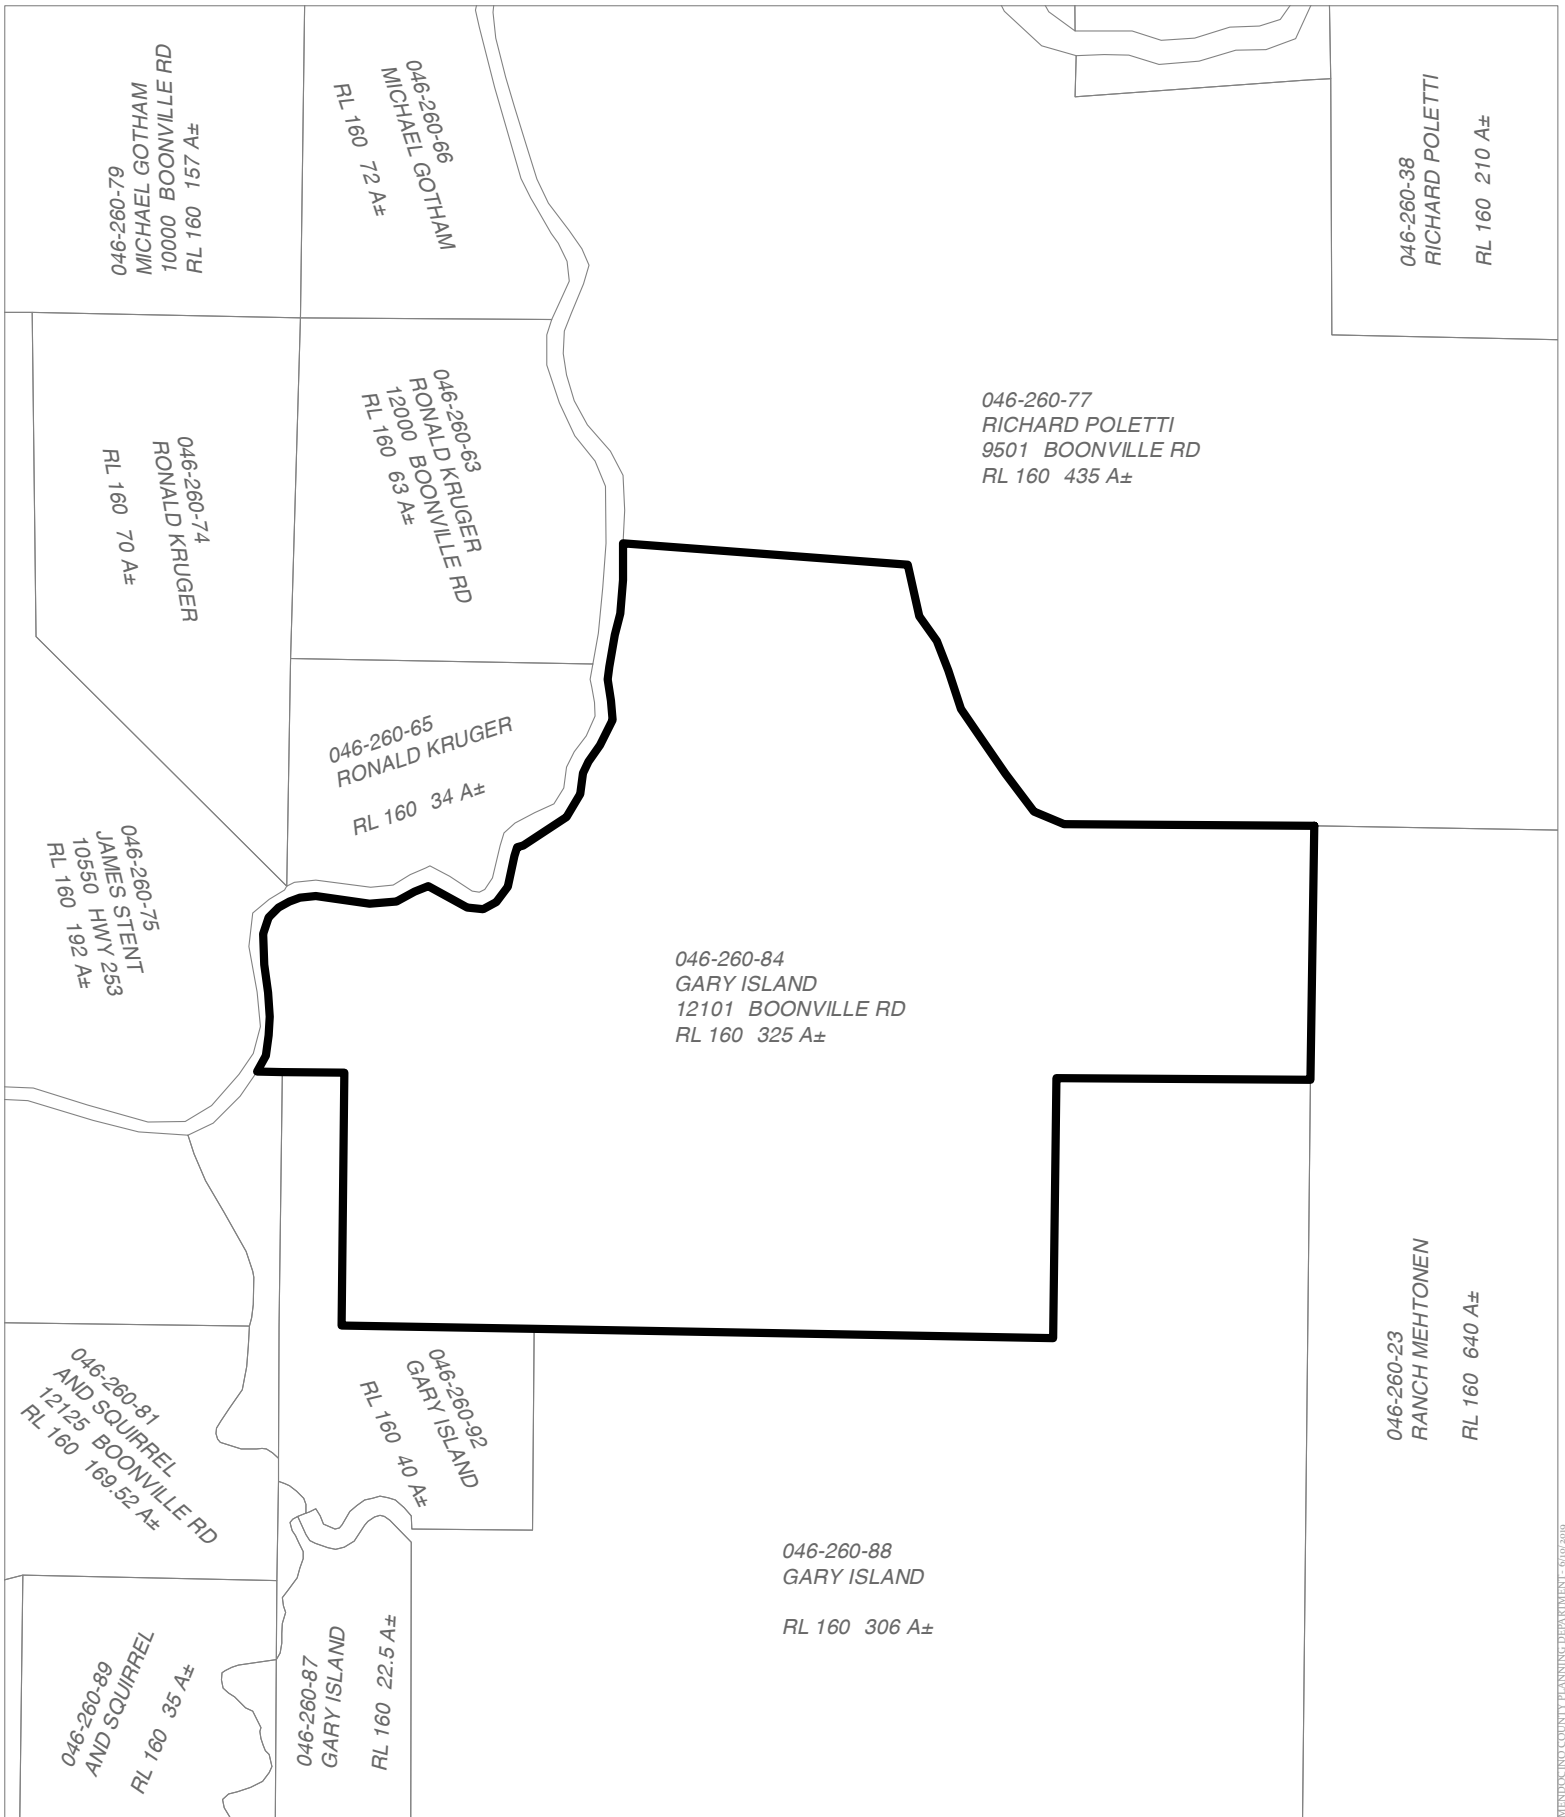 046-260-79
MICHAEL GOTHAM
10000 BOONVILLE RD
RL 160 157 A±
046-260-66
MICHAEL GOTHAM
RL 160 72 A±
046-260-38
RICHARD POLETTI
RL 160 210 A±
046-260-77
RICHARD POLETTI
9501 BOONVILLE RD
RL 160 435 A±
046-260-63
RONALD KRUGER
12000 BOONVILLE RD
RL 160 63 A±
046-260-74
RONALD KRUGER
RL 160 70 A±
046-260-65
RONALD KRUGER
RL 160 34 A±
046-260-75
JAMES STENT
10550 HWY 253
RL 160 192 A±
046-260-84
GARY ISLAND
12101 BOONVILLE RD
RL 160 325 A±
046-260-23
RANCH MEHTONEN
RL 160 640 A±
046-260-81
AND SQUIRREL
12125 BOONVILLE RD
RL 160 169.52 A±
046-260-92
GARY ISLAND
RL 160 40 A±
046-260-88
GARY ISLAND
RL 160 306 A±
046-260-89
AND SQUIRREL
RL 160 35 A±
046-260-87
GARY ISLAND
RL 160 22.5 A±
MENDOCINO COUNTY PLANNING DEPARTMENT - 6/10/2019